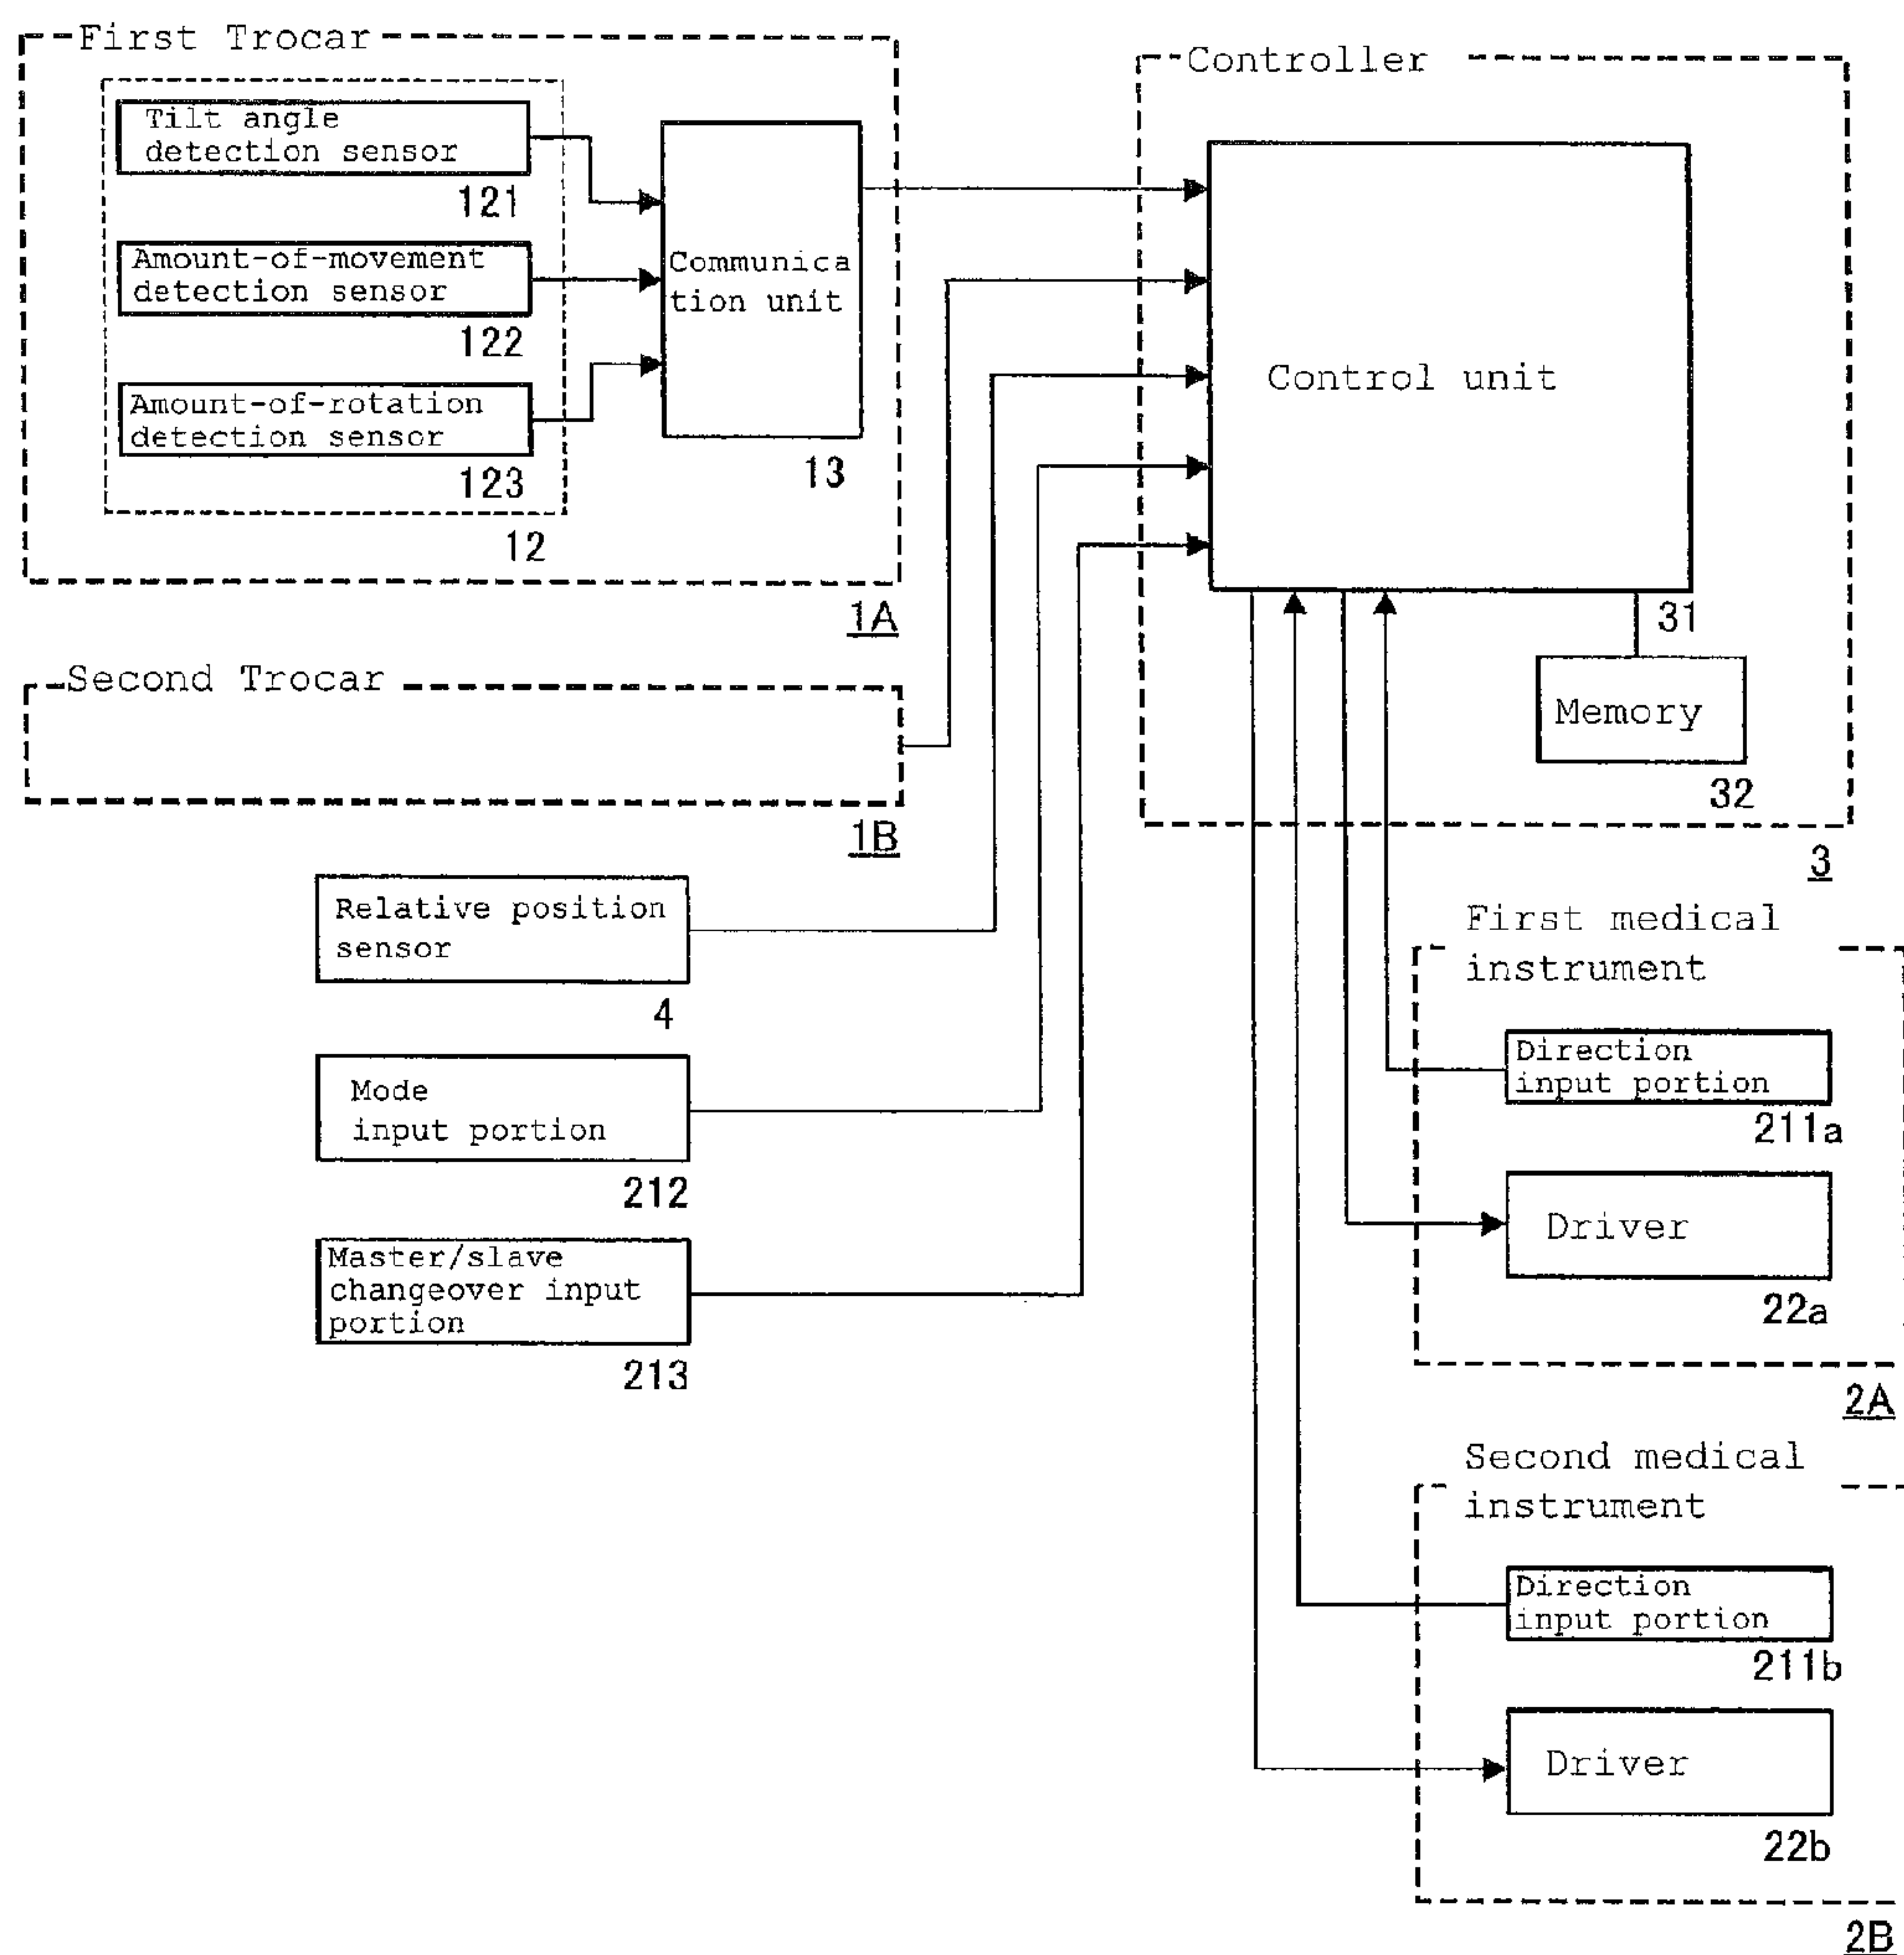 First Trocar
Tilt angle
detection sensor
121
Amount-of-movement
detection sensor
122
Amount-of-rotation
detection sensor
123
12
Communica
tion unit
13
1A
Second Trocar
1B
Relative position
sensor
4
Mode
input portion
212
Master/slave
changeover input
portion
213
Controller
Control unit
31
Memory
32
3
First medical
instrument
Direction
input portion
211a
Driver
22a
2A
Second medical
instrument
Direction
input portion
211b
Driver
22b
2B